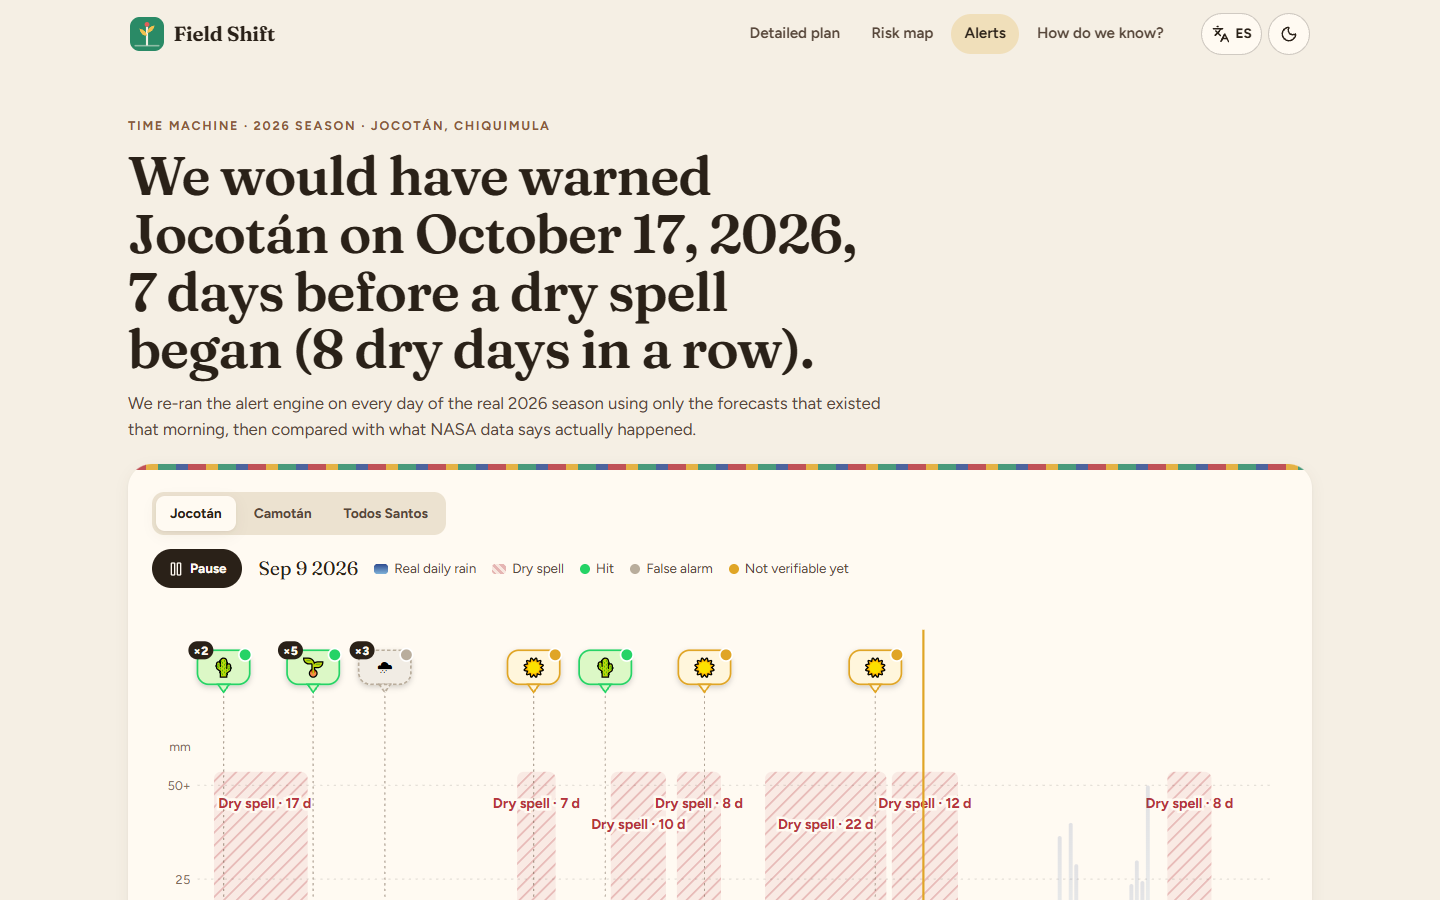 Field Shift
Detailed plan
Risk map
Alerts
How do we know?
ES
TIME MACHINE · 2026 SEASON · JOCOTÁN, CHIQUIMULA
We would have warned
Jocotán on October 17, 2026,
7 days before a dry spell
began (8 dry days in a row).
We re-ran the alert engine on every day of the real 2026 season using only the forecasts that existed
that morning, then compared with what NASA data says actually happened.
Jocotán
Camotán
Todos Santos
Pause
Sep 9 2026
Real daily rain
Dry spell
Hit
False alarm
Not verifiable yet
×2
×5
×3
mm
50+
Dry spell · 17 d
Dry spell · 7 d
Dry spell · 8 d
Dry spell · 12 d
Dry spell · 8 d
Dry spell · 10 d
Dry spell · 22 d
25